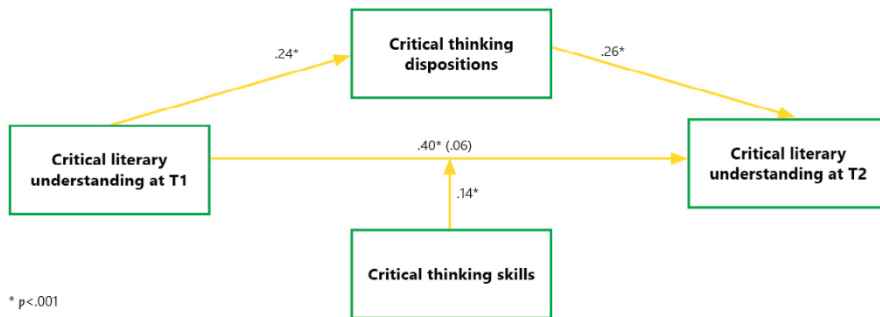 Critical thinking
dispositions
.24*
.26*
Critical literary
understanding at T1
.40* (.06)
Critical literary
understanding at T2
.14*
Critical thinking skills
* p<.001